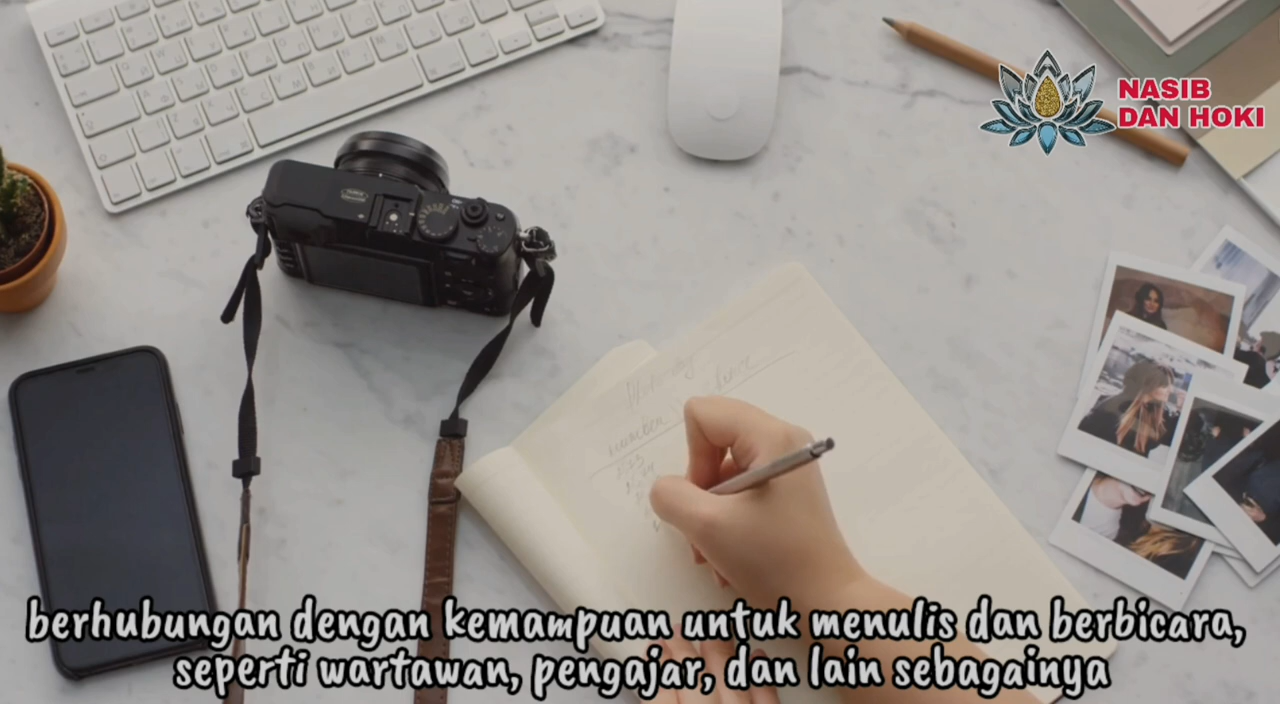 NASIB
DAN HOKI
berhubungan dengan kemampuan untuk menulis dan berbicara,
seperti wartawan, pengajar, dan lain sebagainya